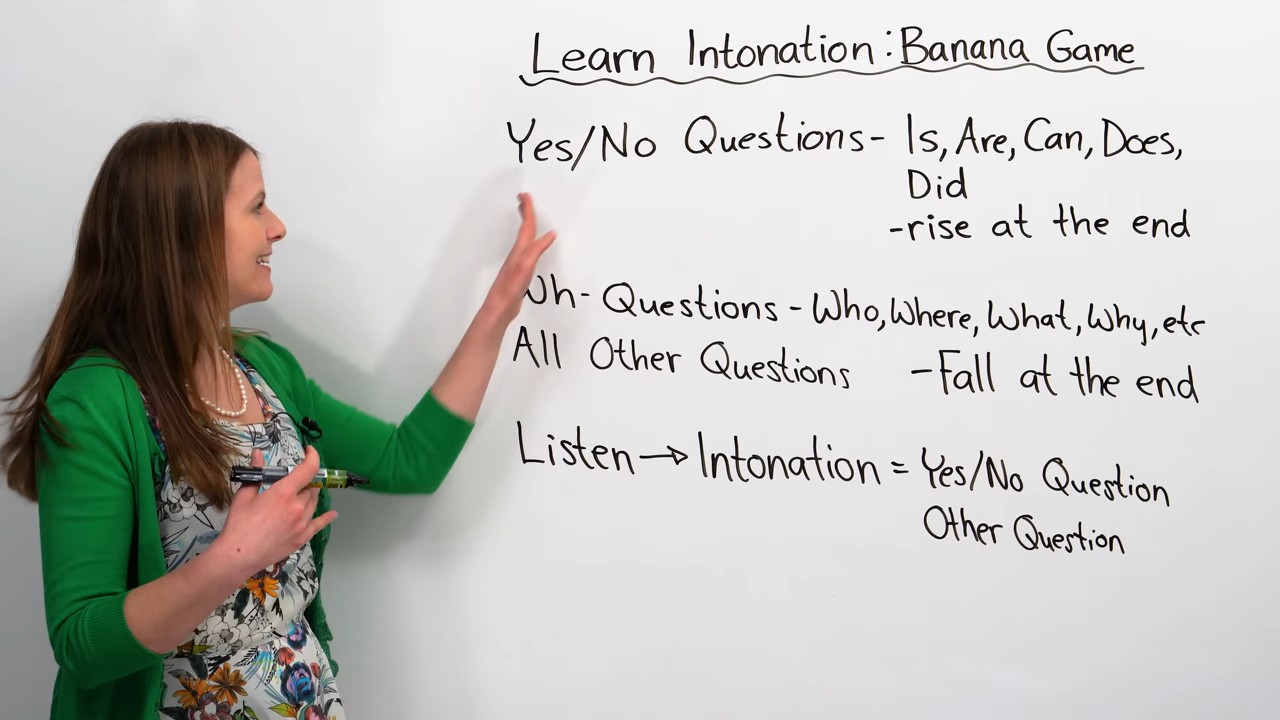 Learn Intonation: Banana Game
Yes/No Questions- Is, Are, Can, Does,
Did
-rise at the end
Wh- Questions - Who, Where, What, Why, etc
All Other Questions -Fall at the end
Listen → Intonation = Yes/No Question
Other Question